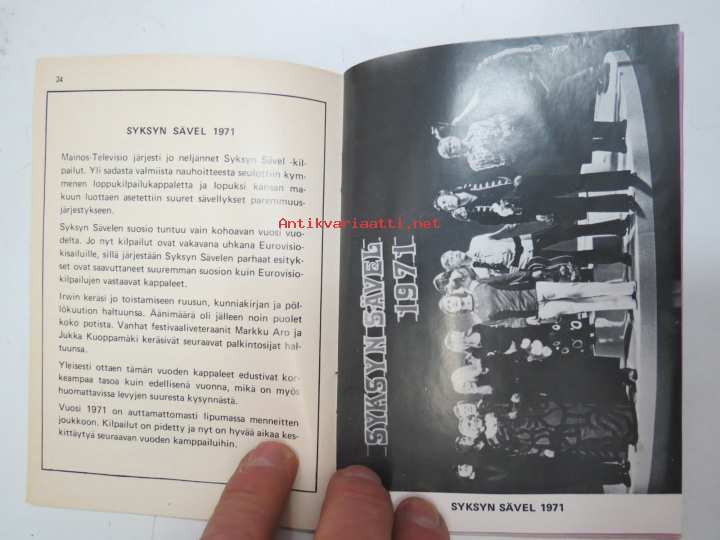 24
SYKSYN SÄVEL 1971
Mainos-Televisio järjesti jo neljännet Syksyn Sävel -kil-
pailut. Yli sadasta valmiista nauhoitteesta seulottiin kym-
menen loppukilpailukappaletta ja lopuksi kansan ma-
kuun luottaen asetettiin suuret sävellykset paremmuus-
järjestykseen.
Syksyn Sävelen suosio tuntuu vain kohoavan vuosi vuo-
delta. Jo nyt kilpailut ovat vakavana uhkana Eurovisio-
kisailuille, sillä järjestään Syksyn Sävelen parhaat esityk-
set ovat saavuttaneet suuremman suosion kuin Eurovisio-
kilpailujen vastaavat kappaleet.
Irwin keräsi jo toistamiseen ruusun, kunniakirjan ja pöl-
lökuution haltuunsa. Äänimäärä oli jälleen noin puolet
koko potista. Vanhat festivaaliveteraanit Markku Aro ja
Jukka Kuoppamäki keräsivät seuraavat palkintosijat hal-
tuunsa.
Yleisesti ottaen tämän vuoden kappaleet edustivat kor-
keampaa tasoa kuin edellisenä vuonna, mikä on myös
huomattavissa levyjen suuresta kysynnästä.
Vuosi 1971 on auttamattomasti lipumassa menneitten
joukkoon. Kilpailut on pidetty ja nyt on hyvää aikaa kes-
kittäytyä seuraavan vuoden kamppailuihin.
Antikvariaatti.net
SYKSYN SÄVEL
1971
SYKSYN SÄVEL 1971